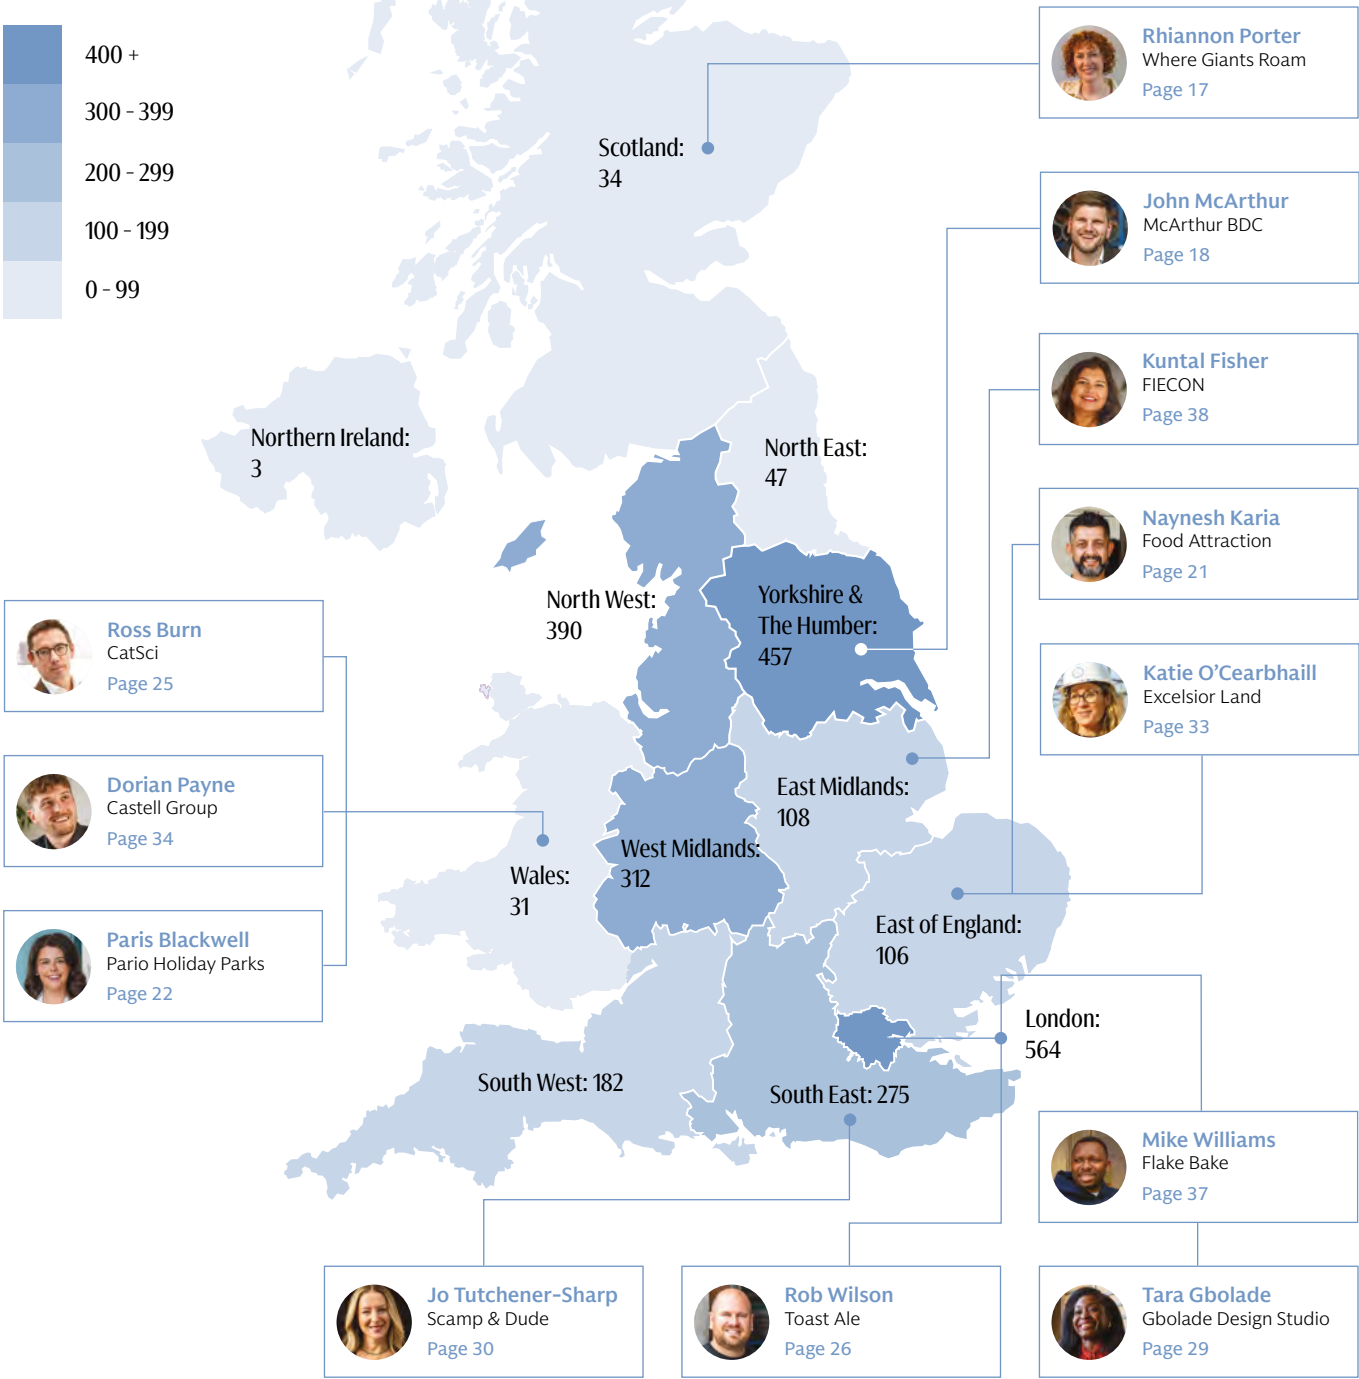 400 +
300 - 399
200 - 299
100 - 199
0 - 99
Scotland:
34
Northern Ireland:
3
North East:
47
North West:
390
Yorkshire &
The Humber:
457
East Midlands:
108
West Midlands:
312
Wales:
31
East of England:
106
London:
564
South West: 182
South East: 275
Rhiannon Porter
Where Giants Roam
Page 17
John McArthur
McArthur BDC
Page 18
Kuntal Fisher
FIECON
Page 38
Naynesh Karia
Food Attraction
Page 21
Katie O'Cearbhaill
Excelsior Land
Page 33
Ross Burn
CatSci
Page 25
Dorian Payne
Castell Group
Page 34
Paris Blackwell
Pario Holiday Parks
Page 22
Mike Williams
Flake Bake
Page 37
Jo Tutchener-Sharp
Scamp & Dude
Page 30
Rob Wilson
Toast Ale
Page 26
Tara Gbolade
Gbolade Design Studio
Page 29